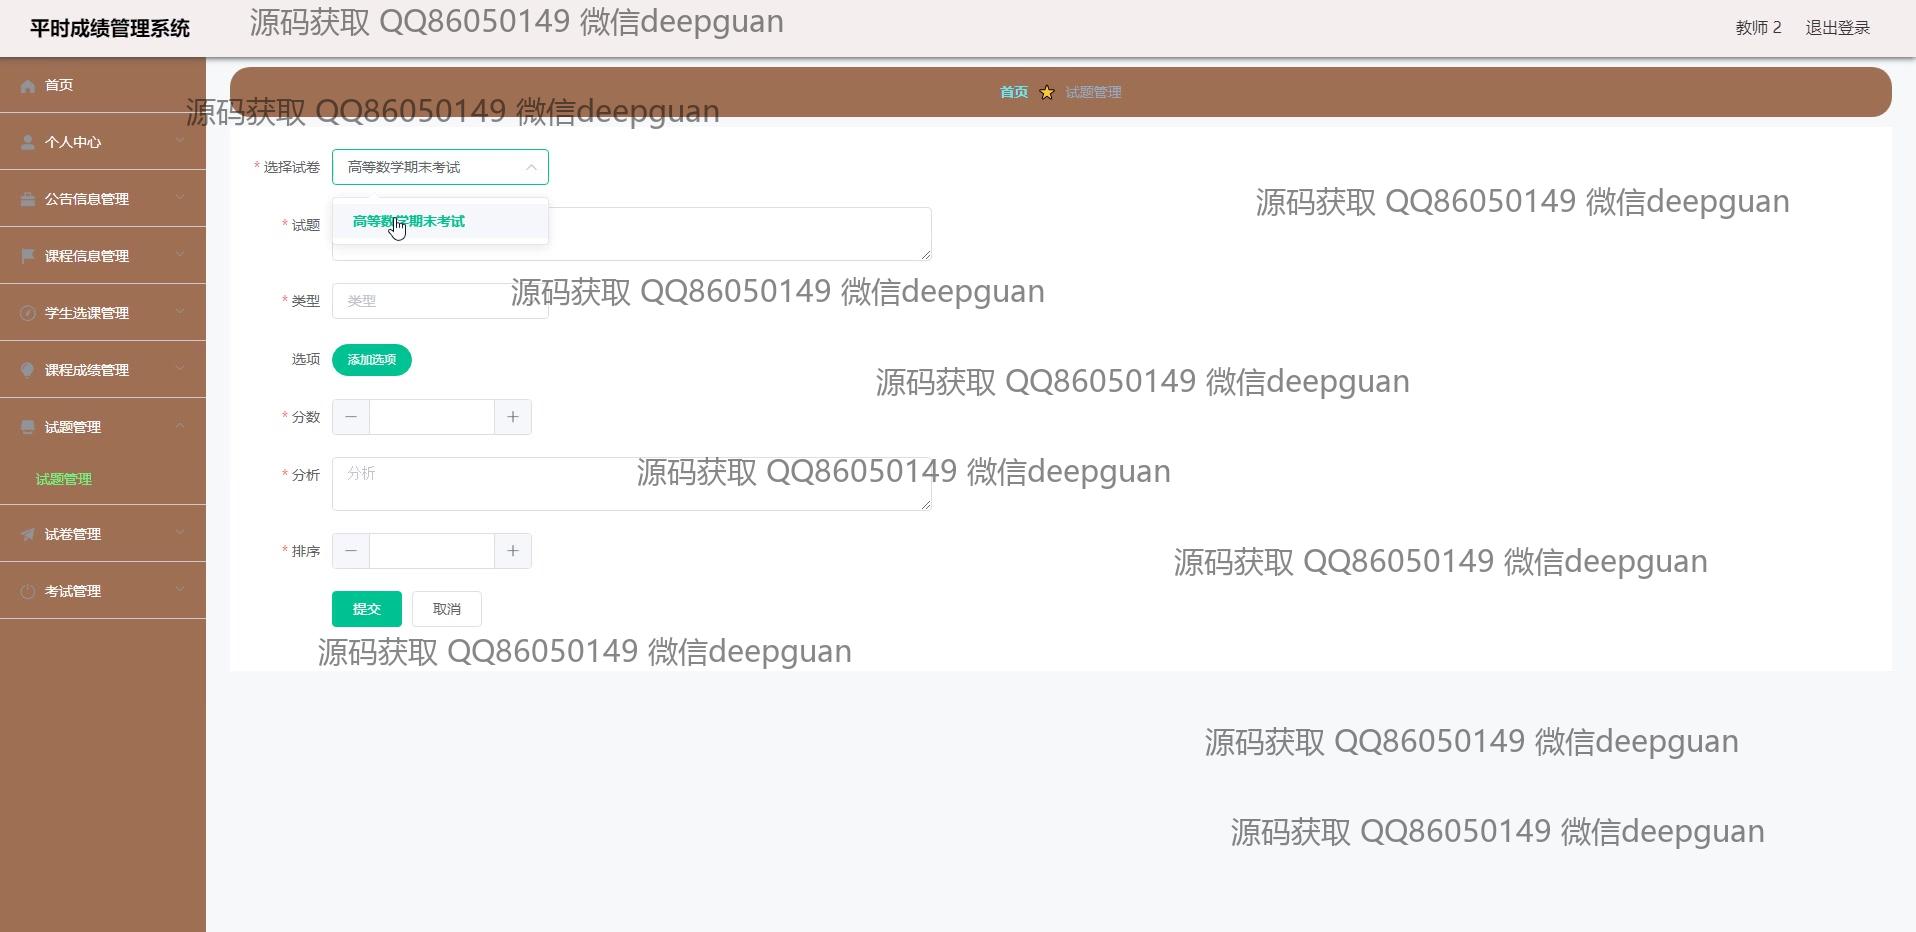 平时成绩管理系统
源码获取 QQ86050149 微信deepguan
教师 2
退出登录
首页
首页
试题管理
源码获取 QQ86050149 微信deepguan
个人中心
*选择试卷
高等数学期末考试
公告信息管理
源码获取 QQ86050149 微信deepguan
*试题
高等数学期末考试
课程信息管理
*类型
类型
源码获取 QQ86050149 微信deepguan
学生选课管理
选项
添加选项
课程成绩管理
源码获取 QQ86050149 微信deepguan
*分数
试题管理
*分析
分析
源码获取 QQ86050149 微信deepguan
试题管理
试卷管理
*排序
源码获取 QQ86050149 微信deepguan
考试管理
提交
取消
源码获取 QQ86050149 微信deepguan
源码获取 QQ86050149 微信deepguan
源码获取 QQ86050149 微信deepguan